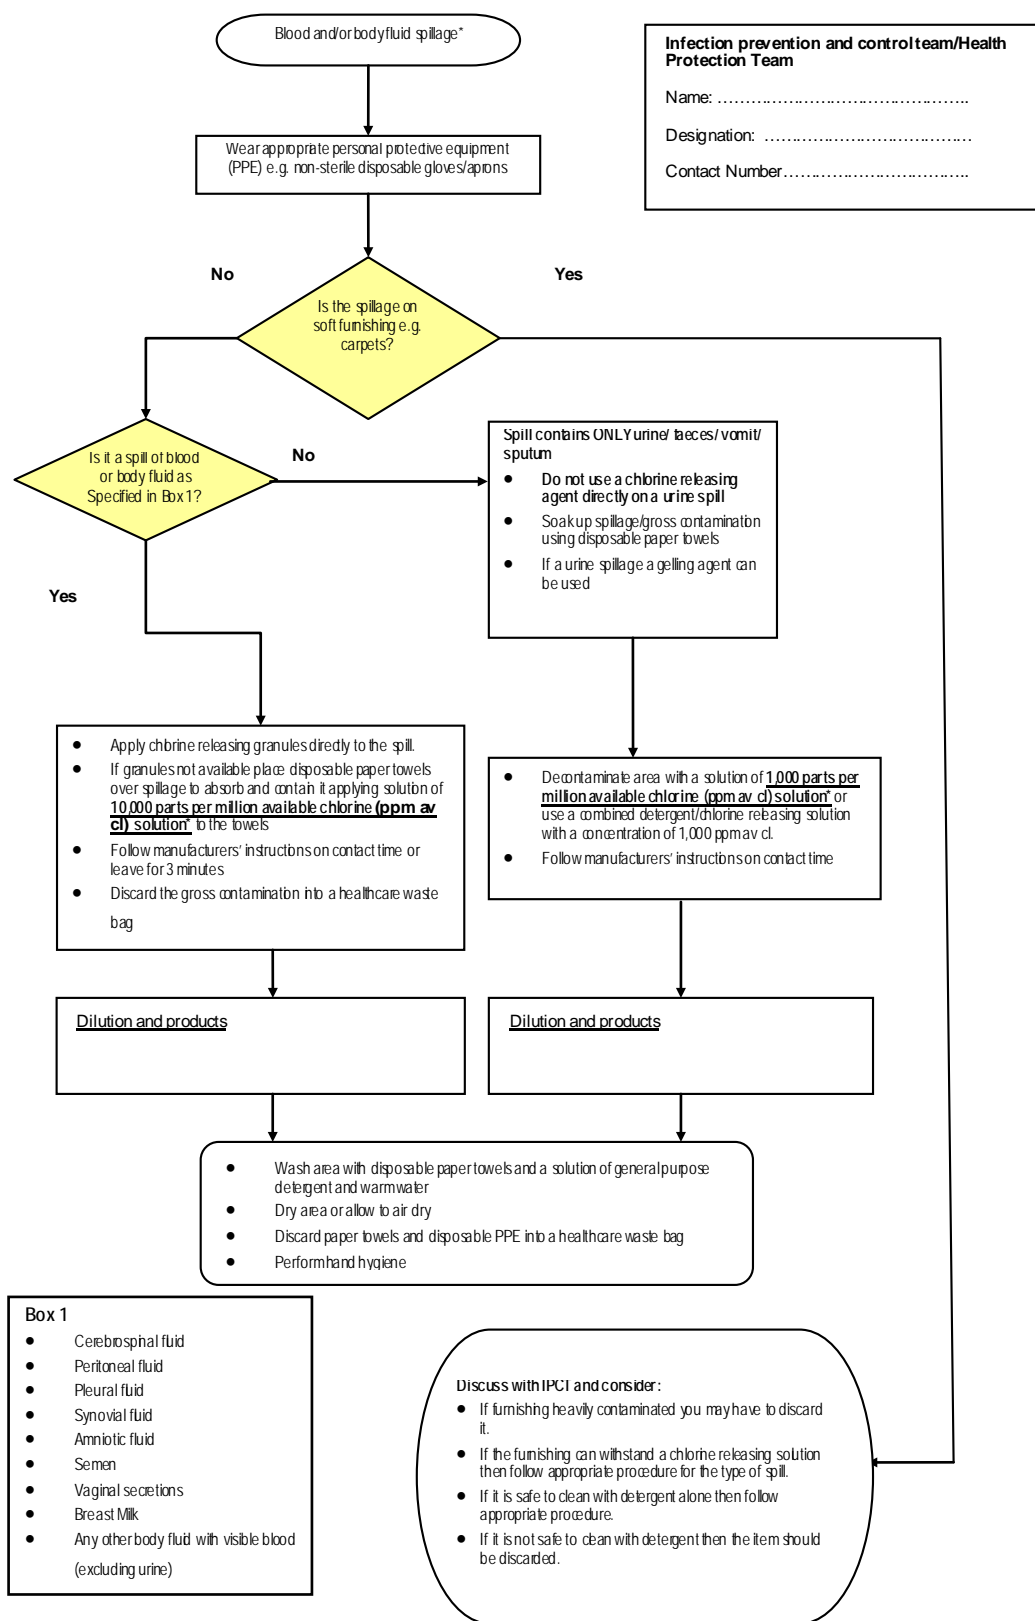 Blood and/or body fluid spillage*
Infection prevention and control team/Health
Protection Team
Name: …………………………………………..
Designation: ……………………………………
Contact Number……………………………..
Wear appropriate personal protective equipment
(PPE) e.g. non-sterile disposable gloves/aprons
No
Yes
Is the spillage on
soft furnishing e.g.
carpets?
Is it a spill of blood
or body fluid as
Specified in Box 1?
No
Spill contains ONLY urine/ faeces/ vomit/
sputum
● Do not use a chlorine releasing
agent directly on a urine spill
● Soak up spillage/gross contamination
using disposable paper towels
● If a urine spillage a gelling agent can
be used
Yes
● Apply chlorine releasing granules directly to the spill.
● If granules not available place disposable paper towels
over spillage to absorb and contain it applying solution of
10,000 parts per million available chlorine (ppm av
cl) solution* to the towels
● Follow manufacturers' instructions on contact time or
leave for 3 minutes
● Discard the gross contamination into a healthcare waste
bag
● Decontaminate area with a solution of 1,000 parts per
million available chlorine (ppm av cl) solution* or
use a combined detergent/chlorine releasing solution
with a concentration of 1,000 ppm av cl.
● Follow manufacturers' instructions on contact time
Dilution and products
Dilution and products
● Wash area with disposable paper towels and a solution of general purpose
detergent and warm water
● Dry area or allow to air dry
● Discard paper towels and disposable PPE into a healthcare waste bag
● Perform hand hygiene
Box 1
● Cerebrospinal fluid
● Peritoneal fluid
● Pleural fluid
● Synovial fluid
● Amniotic fluid
● Semen
● Vaginal secretions
● Breast Milk
● Any other body fluid with visible blood
(excluding urine)
Discuss with IPCT and consider:
● If furnishing heavily contaminated you may have to discard
it.
● If the furnishing can withstand a chlorine releasing solution
then follow appropriate procedure for the type of spill.
● If it is safe to clean with detergent alone then follow
appropriate procedure.
● If it is not safe to clean with detergent then the item should
be discarded.